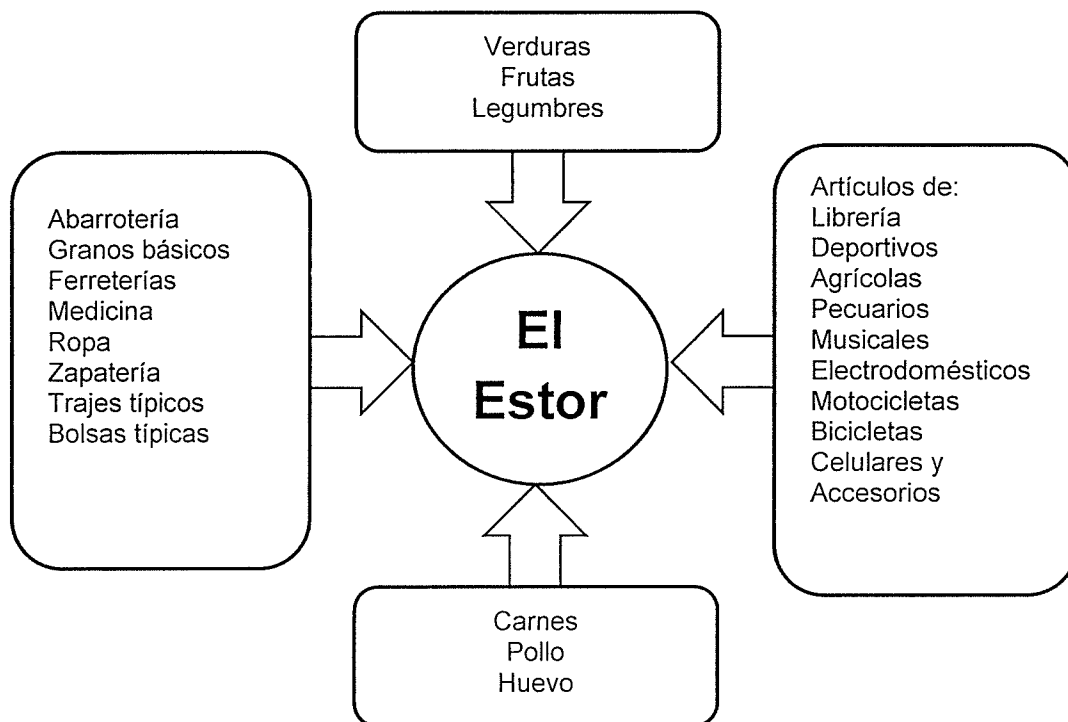 Verduras
Frutas
Legumbres
Abarrotería
Granos básicos
Ferreterías
Medicina
Ropa
Zapatería
Trajes típicos
Bolsas típicas
El
Estor
Artículos de:
Librería
Deportivos
Agrícolas
Pecuarios
Musicales
Electrodomésticos
Motocicletas
Bicicletas
Celulares y
Accesorios
Carnes
Pollo
Huevo